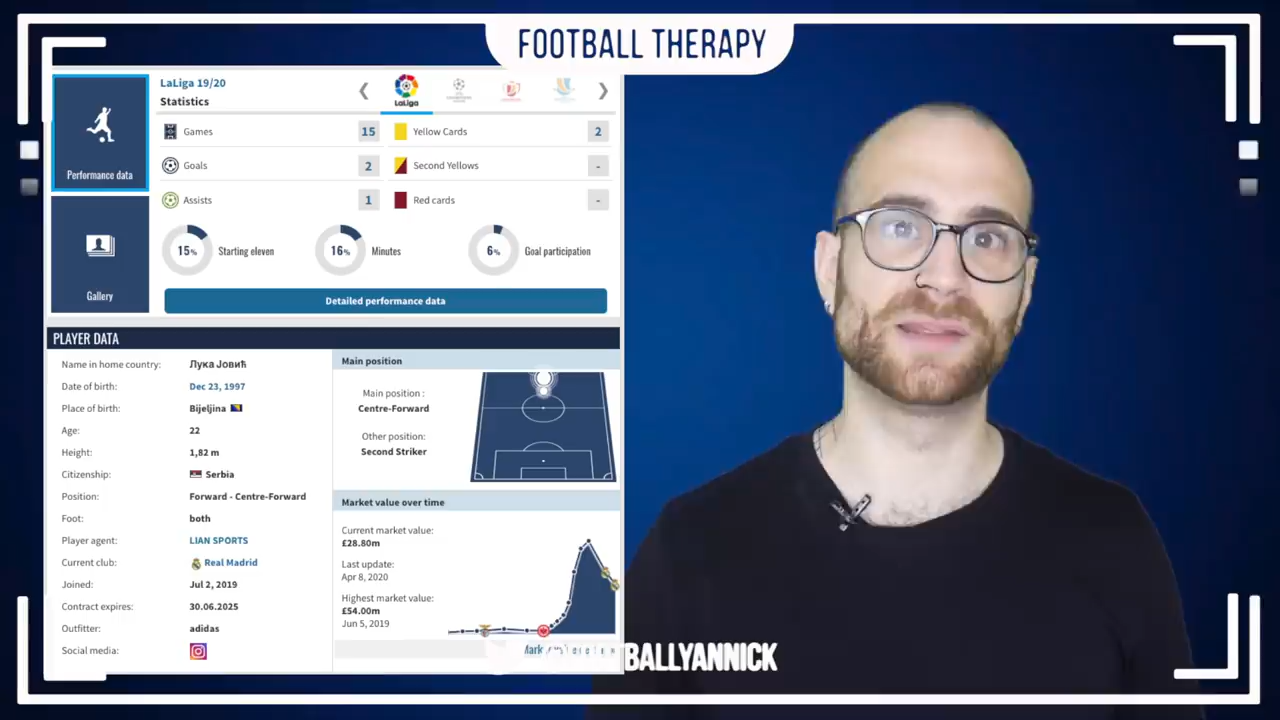 FOOTBALL THERAPY
LaLiga 19/20
Statistics
LaLiga
Games 15
Yellow Cards 2
Goals 2
Second Yellows -
Assists 1
Red cards -
15% Starting eleven
16% Minutes
6% Goal participation
Performance data
Gallery
Detailed performance data
PLAYER DATA
Name in home country: Лука Јовић
Date of birth: Dec 23, 1997
Place of birth: Bijeljina
Age: 22
Height: 1,82 m
Citizenship: Serbia
Position: Forward - Centre-Forward
Foot: both
Player agent: LIAN SPORTS
Current club: Real Madrid
Joined: Jul 2, 2019
Contract expires: 30.06.2025
Outfitter: adidas
Social media:
Main position
Main position :
Centre-Forward
Other position:
Second Striker
Market value over time
Current market value:
£28.80m
Last update:
Apr 8, 2020
Highest market value:
£54.00m
Jun 5, 2019
BALLYANNICK